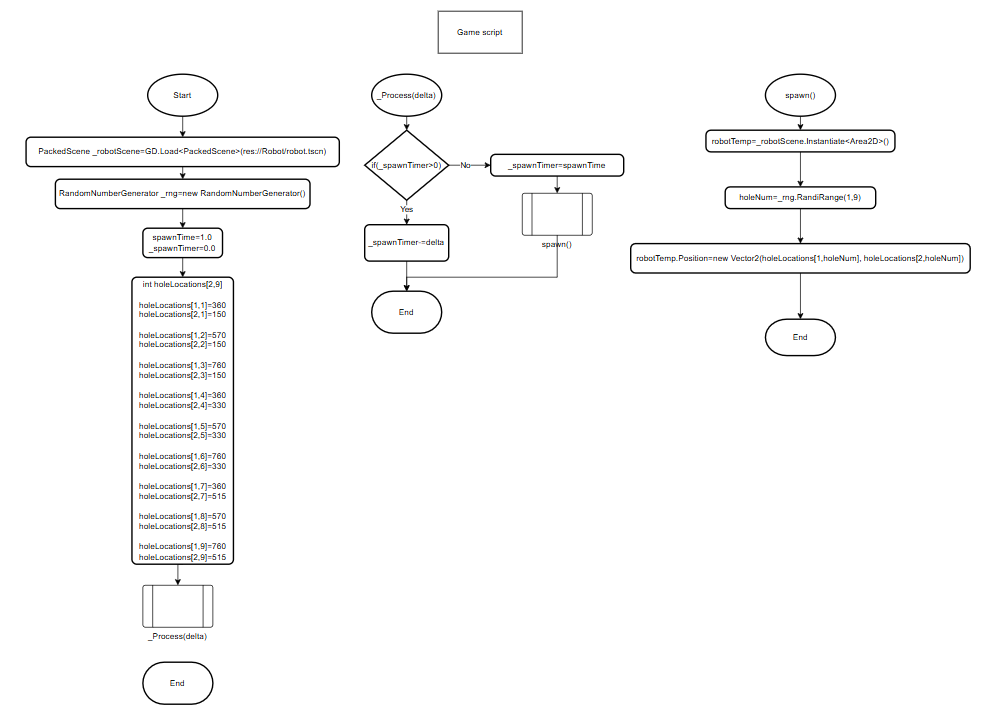 Game script
Start
PackedScene _robotScene=GD.Load<PackedScene>(res://Robot/robot.tscn)
RandomNumberGenerator _rng=new RandomNumberGenerator()
spawnTime=1.0
_spawnTimer=0.0
int holeLocations[2,9]
holeLocations[1,1]=360
holeLocations[2,1]=150
holeLocations[1,2]=570
holeLocations[2,2]=150
holeLocations[1,3]=760
holeLocations[2,3]=150
holeLocations[1,4]=360
holeLocations[2,4]=330
holeLocations[1,5]=570
holeLocations[2,5]=330
holeLocations[1,6]=760
holeLocations[2,6]=330
holeLocations[1,7]=360
holeLocations[2,7]=515
holeLocations[1,8]=570
holeLocations[2,8]=515
holeLocations[1,9]=760
holeLocations[2,9]=515
_Process(delta)
End
_Process(delta)
if(_spawnTimer>0)
No
_spawnTimer=spawnTime
Yes
spawn()
_spawnTimer-=delta
End
spawn()
robotTemp=_robotScene.Instantiate<Area2D>()
holeNum=_rng.RandiRange(1,9)
robotTemp.Position=new Vector2(holeLocations[1,holeNum], holeLocations[2,holeNum])
End